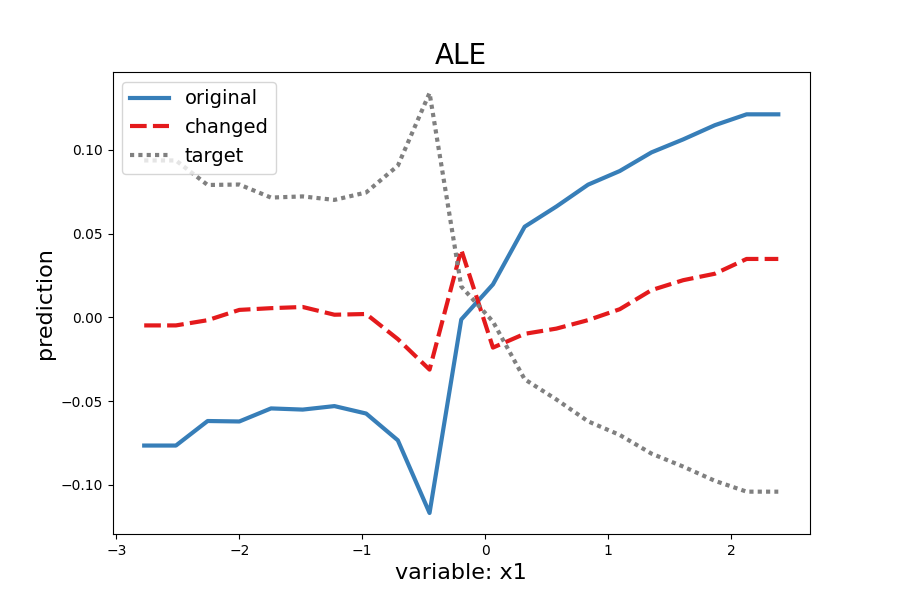 ALE
original
changed
target
0.10
0.05
0.00
−0.05
−0.10
prediction
−3
−2
−1
0
1
2
variable: x1